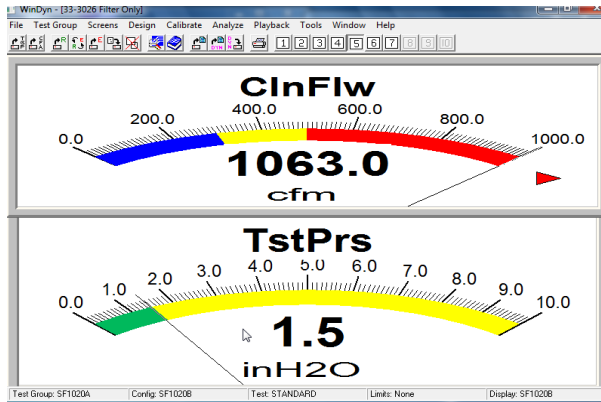 WinDyn - [33-3026 Filter Only]
File Test Group Screens Design Calibrate Analyze Playback Tools Window Help
1 2 3 4 5 6 7 8 9 10
ClnFlw
0.0 200.0 400.0 600.0 800.0 1000.0
1063.0
cfm
TstPrs
0.0 1.0 2.0 3.0 4.0 5.0 6.0 7.0 8.0 9.0 10.0
1.5
inH2O
Test Group: SF1020A Config: SF1020B Test: STANDARD Limits: None Display: SF1020B